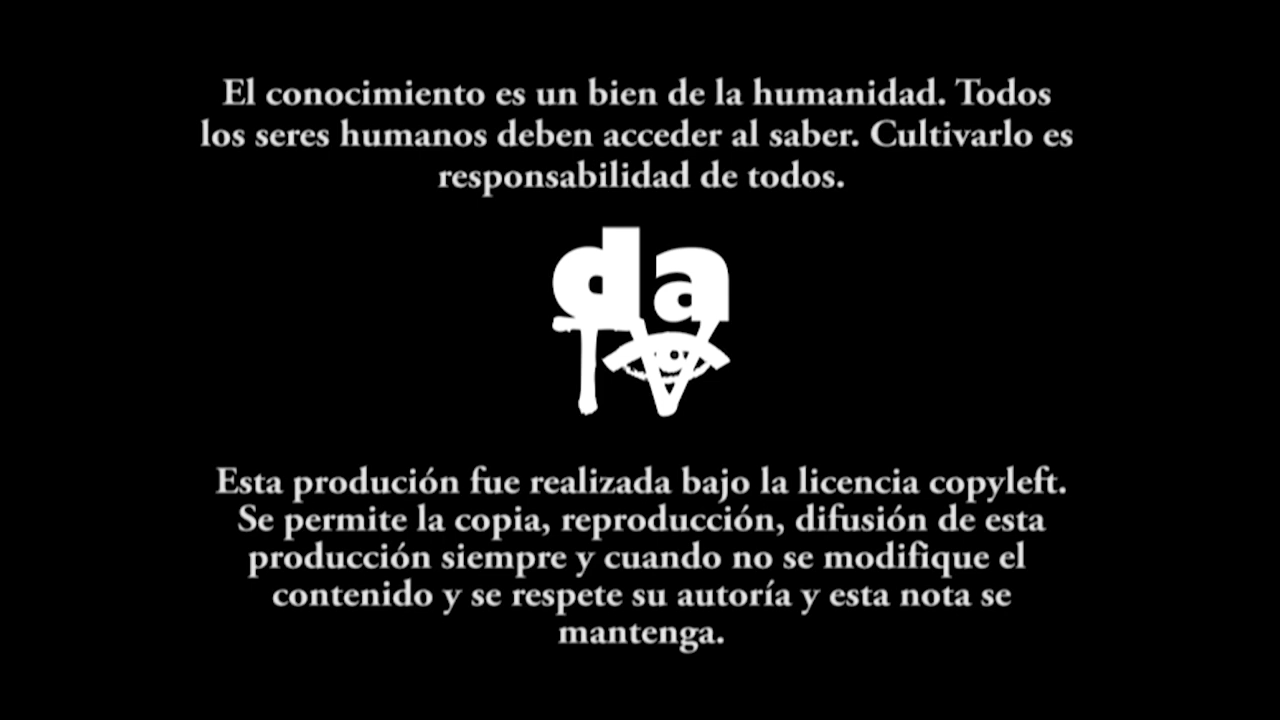 El conocimiento es un bien de la humanidad. Todos
los seres humanos deben acceder al saber. Cultivarlo es
responsabilidad de todos.
da
TV
Esta produción fue realizada bajo la licencia copyleft.
Se permite la copia, reproducción, difusión de esta
producción siempre y cuando no se modifique el
contenido y se respete su autoría y esta nota se
mantenga.